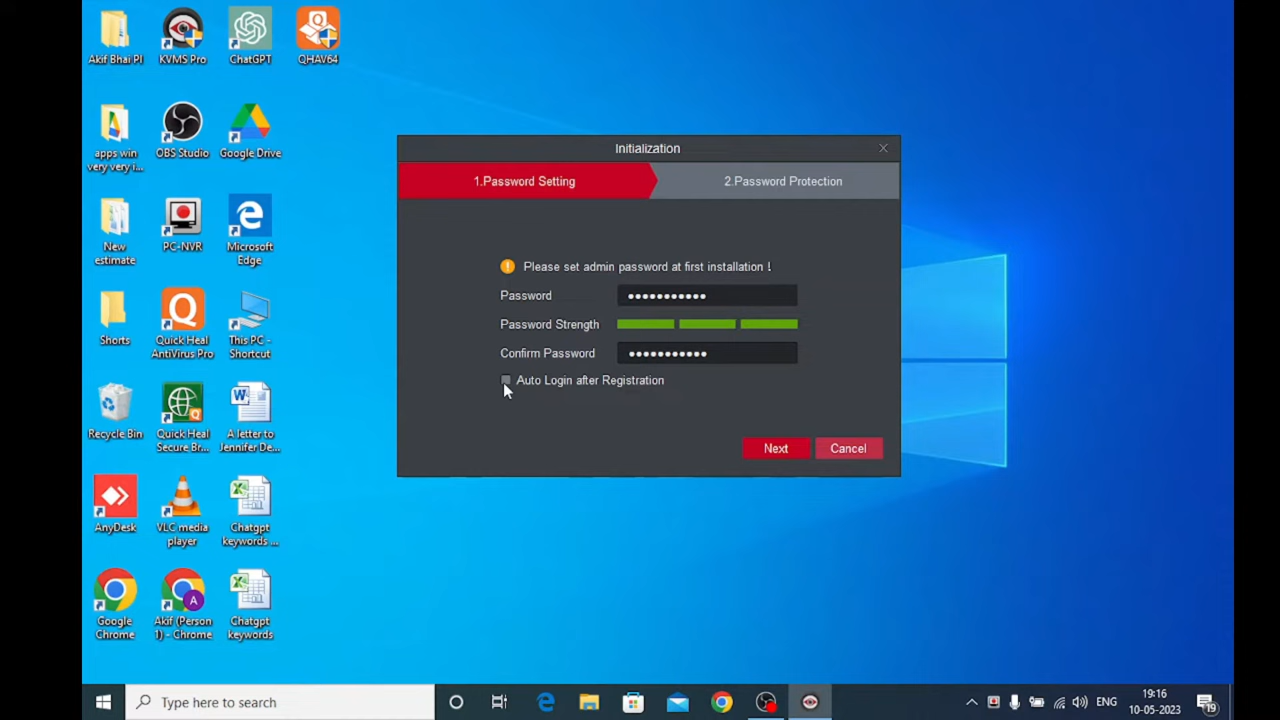 Akif Bhai Pl
KVMS Pro
ChatGPT
QHAV64
apps win
very very i...
OBS Studio
Google Drive
New
estimate
PC-NVR
Microsoft
Edge
Shorts
Quick Heal
AntiVirus Pro
This PC -
Shortcut
Recycle Bin
Quick Heal
Secure Br...
A letter to
Jennifer De...
AnyDesk
VLC media
player
Chatgpt
keywords ...
Google
Chrome
Akif (Person
1) - Chrome
Chatgpt
keywords
Initialization
1.Password Setting
2.Password Protection
Please set admin password at first installation !
Password
Password Strength
Confirm Password
Auto Login after Registration
Next
Cancel
Type here to search
ENG
19:16
10-05-2023
19